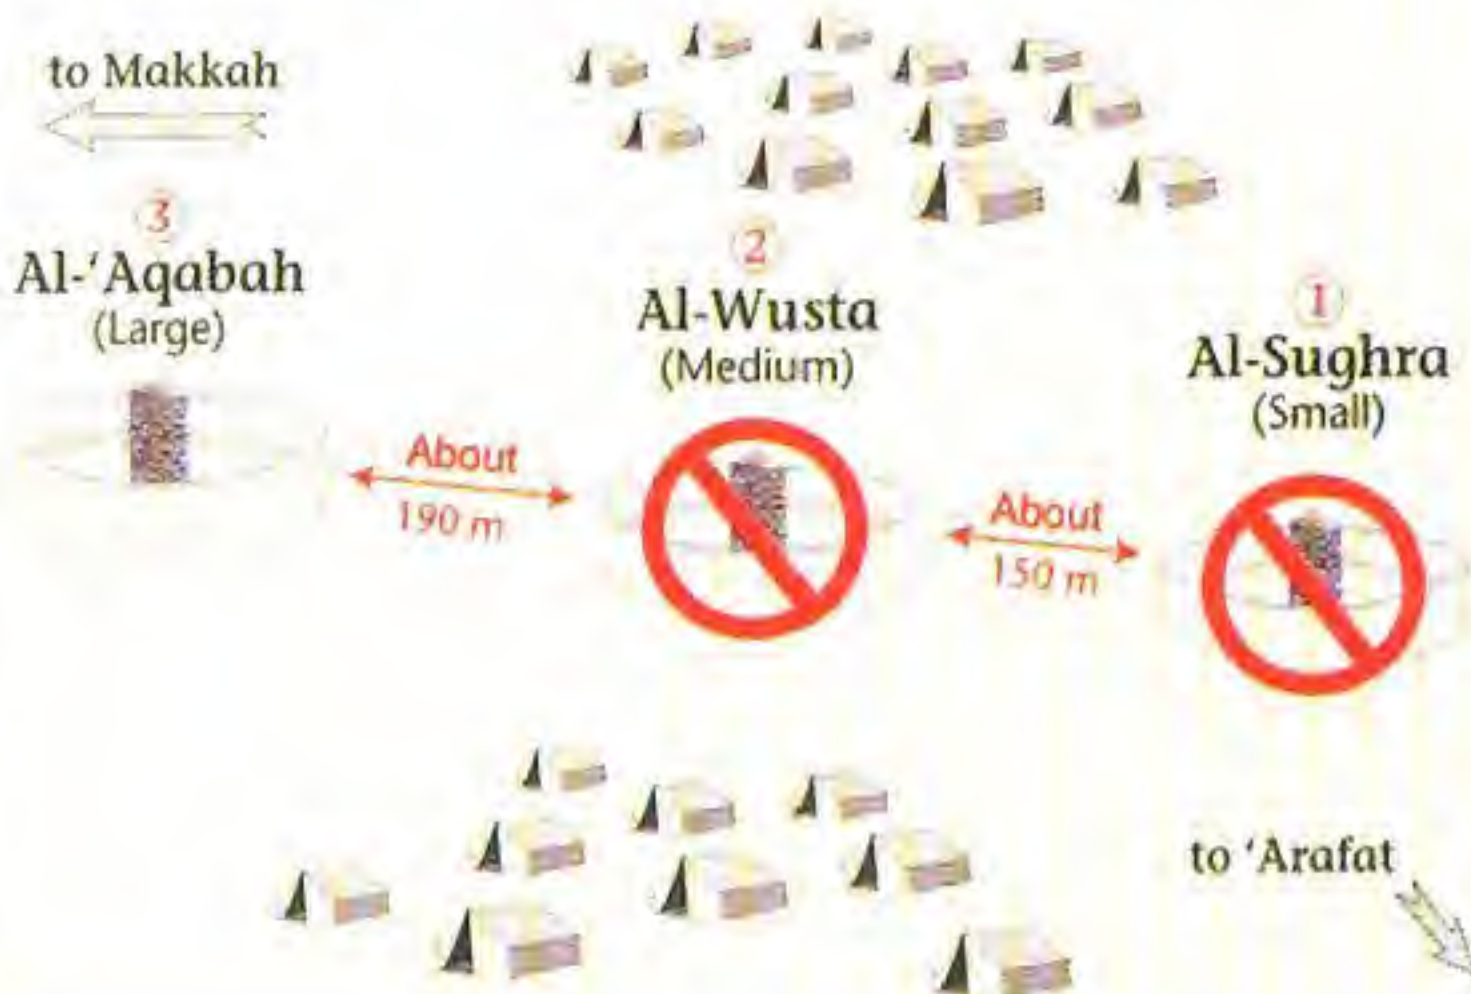 to Makkah
3
Al-'Aqabah
(Large)
2
Al-Wusta
(Medium)
1
Al-Sughra
(Small)
About
190 m
About
150 m
to 'Arafat